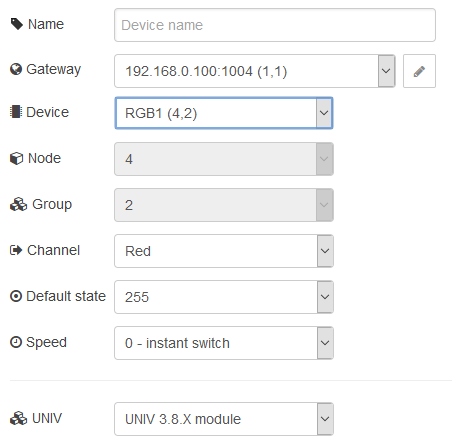 Name Device name
Gateway 192.168.0.100:1004 (1,1)
Device RGB1 (4,2)
Node 4
Group 2
Channel Red
Default state 255
Speed 0 - instant switch
UNIV UNIV 3.8.X module